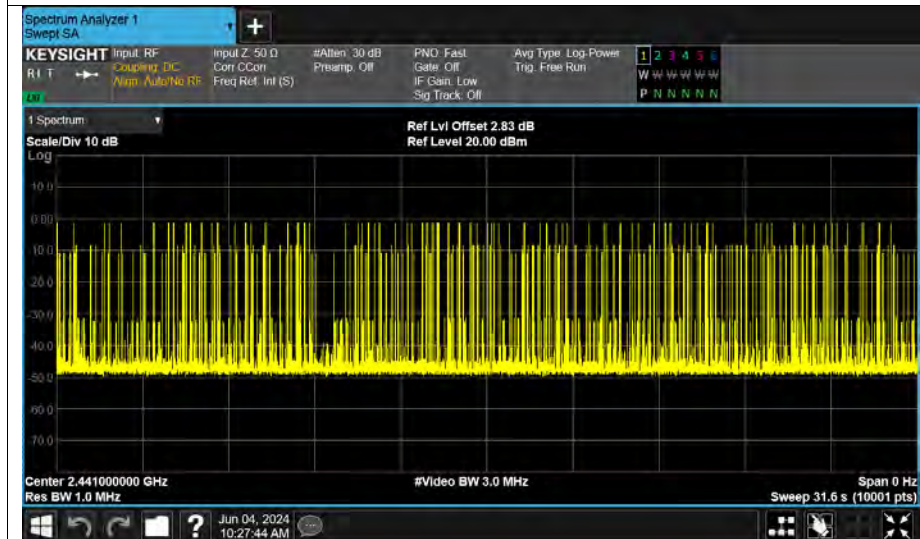 Spectrum Analyzer 1
Swept SA
+
KEYSIGHT Input: RF Input Z: 50 Ω #Atten: 30 dB PNO: Fast Avg Type: Log-Power 1 2 3 4 5 6
RLT Coupling: DC Corr CCorr Preamp: Off Gate: Off Trig: Free Run W W W W W W
Align: Auto/No RF Freq Ref: Int (S) IF Gain: Low P N N N N N
LXI Sig Track: Off
1 Spectrum Ref Lvl Offset 2.83 dB
Scale/Div 10 dB Ref Level 20.00 dBm
Log
10.0
0.00
-10.0
-20.0
-30.0
-40.0
-50.0
-60.0
-70.0
Center 2.441000000 GHz #Video BW 3.0 MHz Span 0 Hz
Res BW 1.0 MHz Sweep 31.6 s (10001 pts)
? Jun 04, 2024
10:27:44 AM